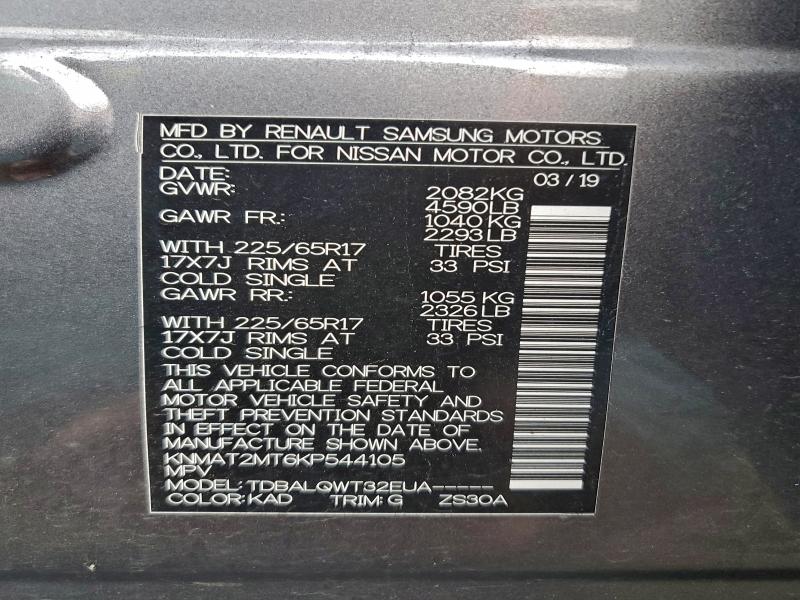 MFD BY RENAULT SAMSUNG MOTORS
CO., LTD. FOR NISSAN MOTOR CO., LTD.
DATE: 03 / 19
GVWR: 2082KG
4590LB
GAWR FR.: 1040 KG
2293 LB
WITH 225/65R17 TIRES
17X7J RIMS AT 33 PSI
COLD SINGLE
GAWR RR.: 1055 KG
2326 LB
WITH 225/65R17 TIRES
17X7J RIMS AT 33 PSI
COLD SINGLE
THIS VEHICLE CONFORMS TO
ALL APPLICABLE FEDERAL
MOTOR VEHICLE SAFETY AND
THEFT PREVENTION STANDARDS
IN EFFECT ON THE DATE OF
MANUFACTURE SHOWN ABOVE.
KNMAT2MT6KP544105
MPV
MODEL: TDBALQWT32EUA-----
COLOR: KAD TRIM: G ZS30A